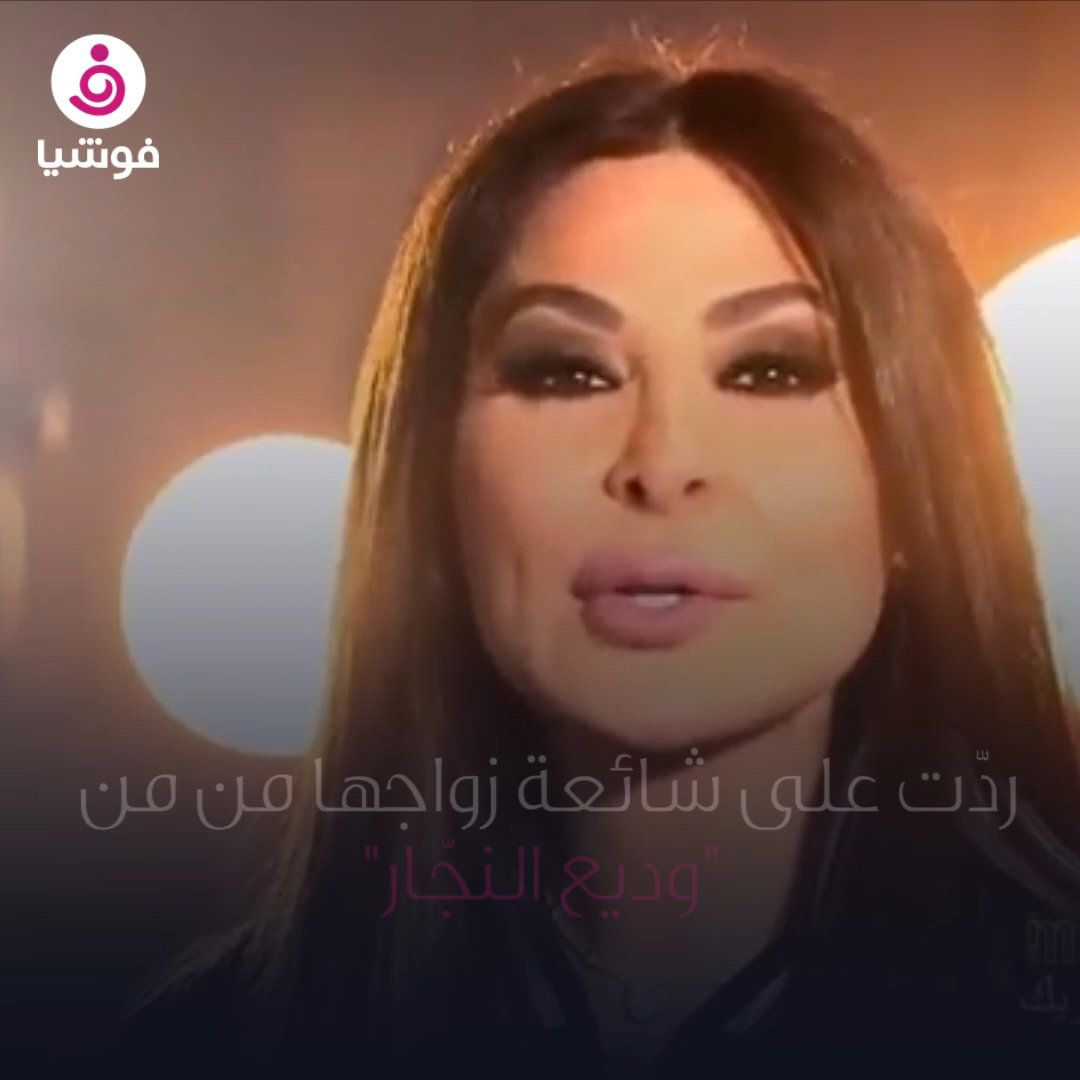 فوشيا
ردّت على شائعة زواجها من من
"وديع النجّار"